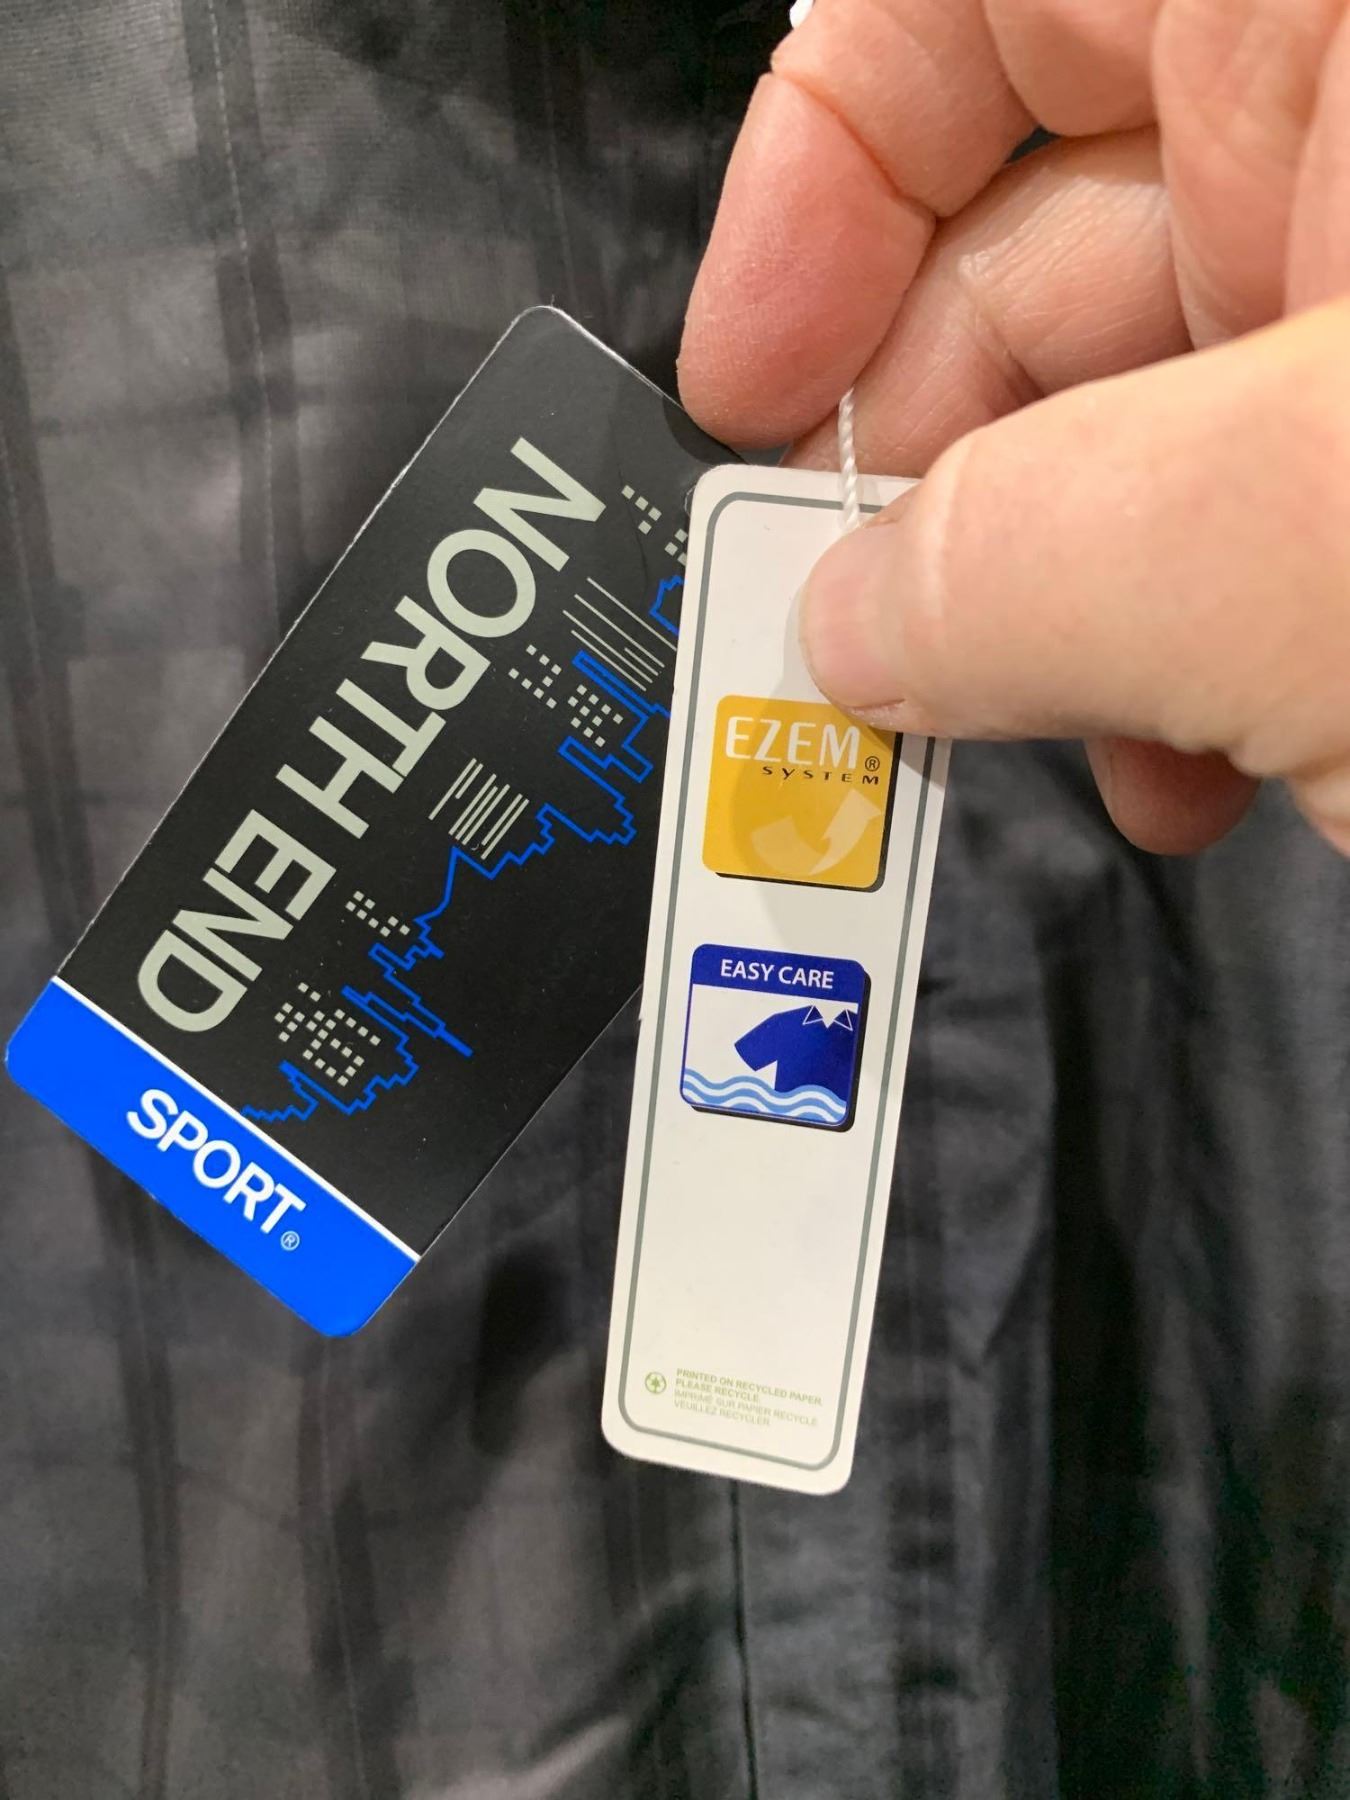 NORTH END
SPORT®
EZEM®
SYSTEM
EASY CARE
PRINTED ON RECYCLED PAPER,
PLEASE RECYCLE.
IMPRIMÉ SUR PAPIER RECYCLÉ
VEUILLEZ RECYCLER.